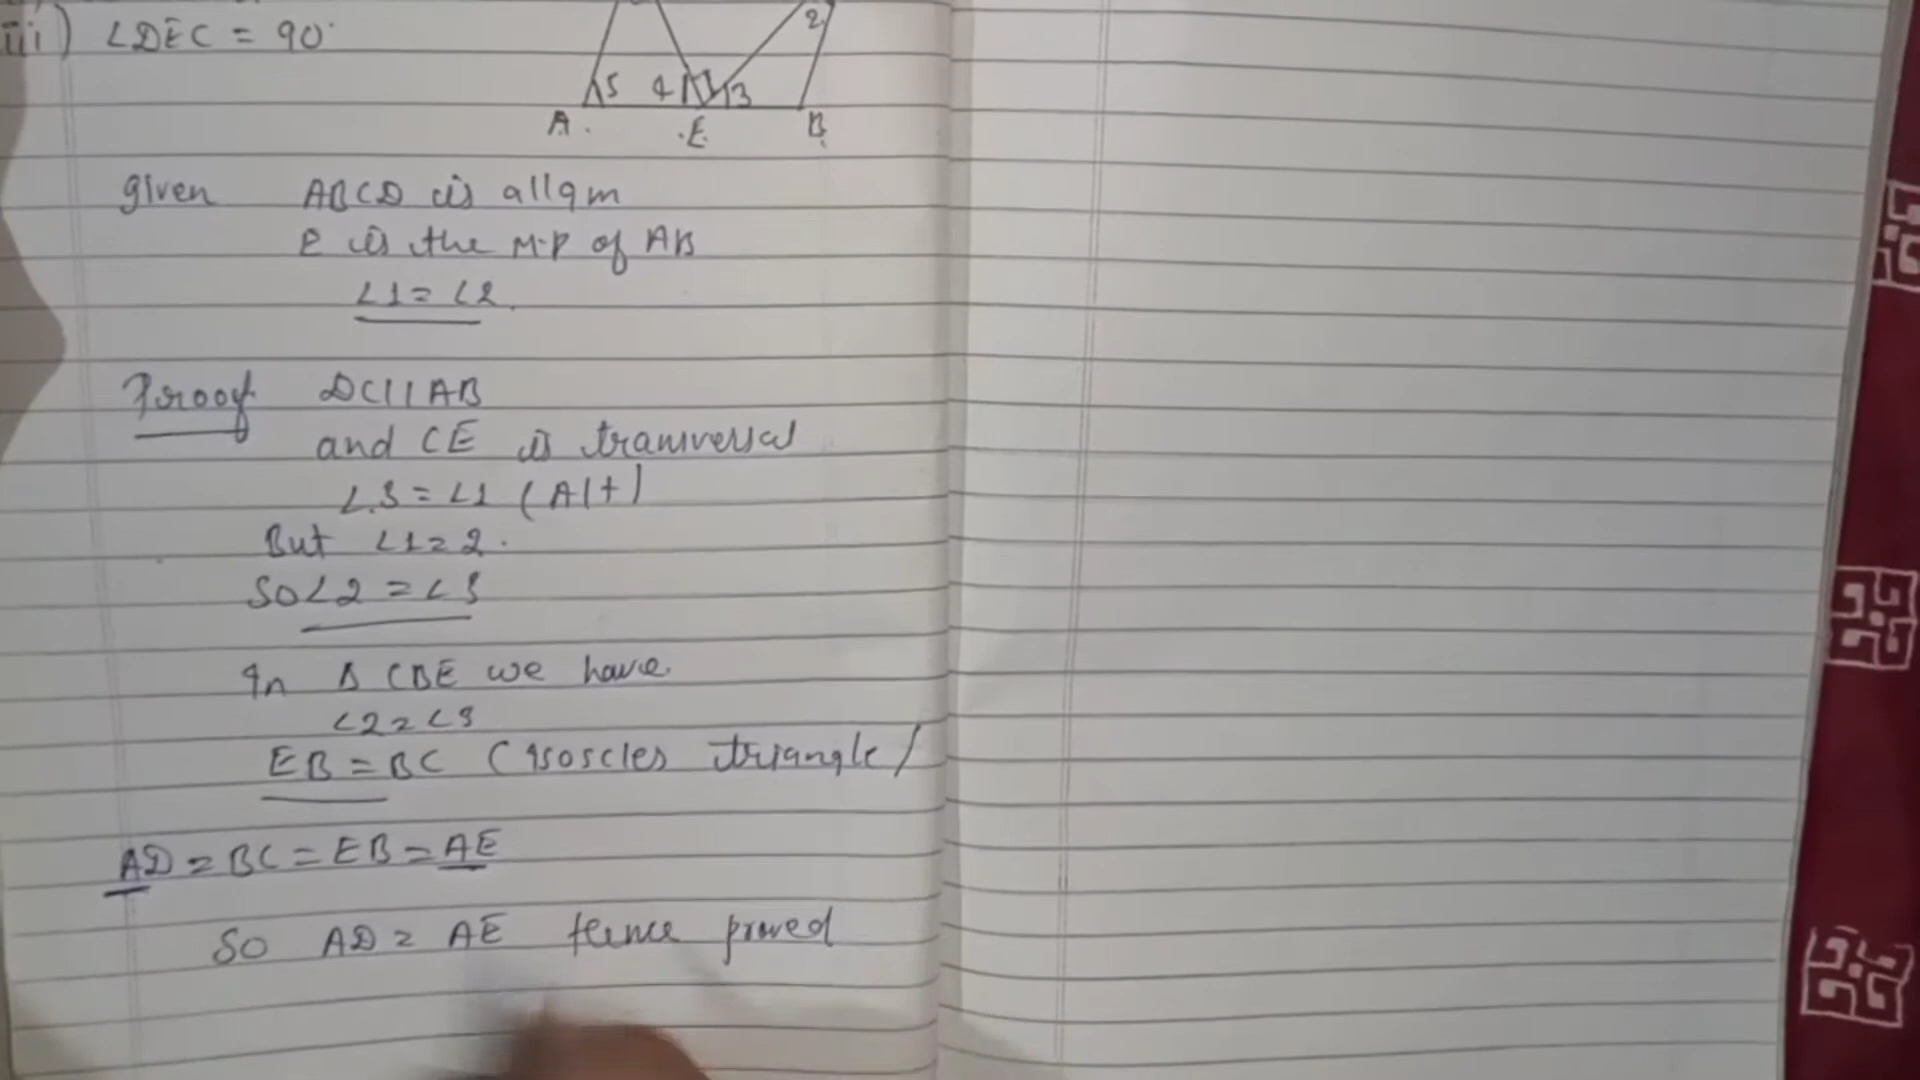 iii) ∠DEC = 90°
2
5 4 3
A. .E. B
given ABCD is a llgm
E is the M.P of AB
∠1 = ∠2
Proof DC || AB
and CE is tranversal
∠3 = ∠1 (Alt)
But ∠1 = 2.
SO ∠2 = ∠3
In Δ CBE we have.
∠2 = ∠3
EB = BC (Isoscles triangle)
AD = BC = EB = AE
SO AD = AE Hence proved